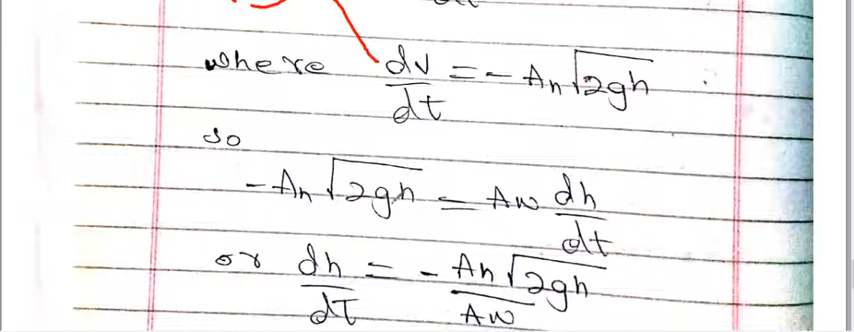 where dv/dt = - An√2gh
so
- An√2gh = Aw dh/dt
or dh/dt = - An√2gh/Aw